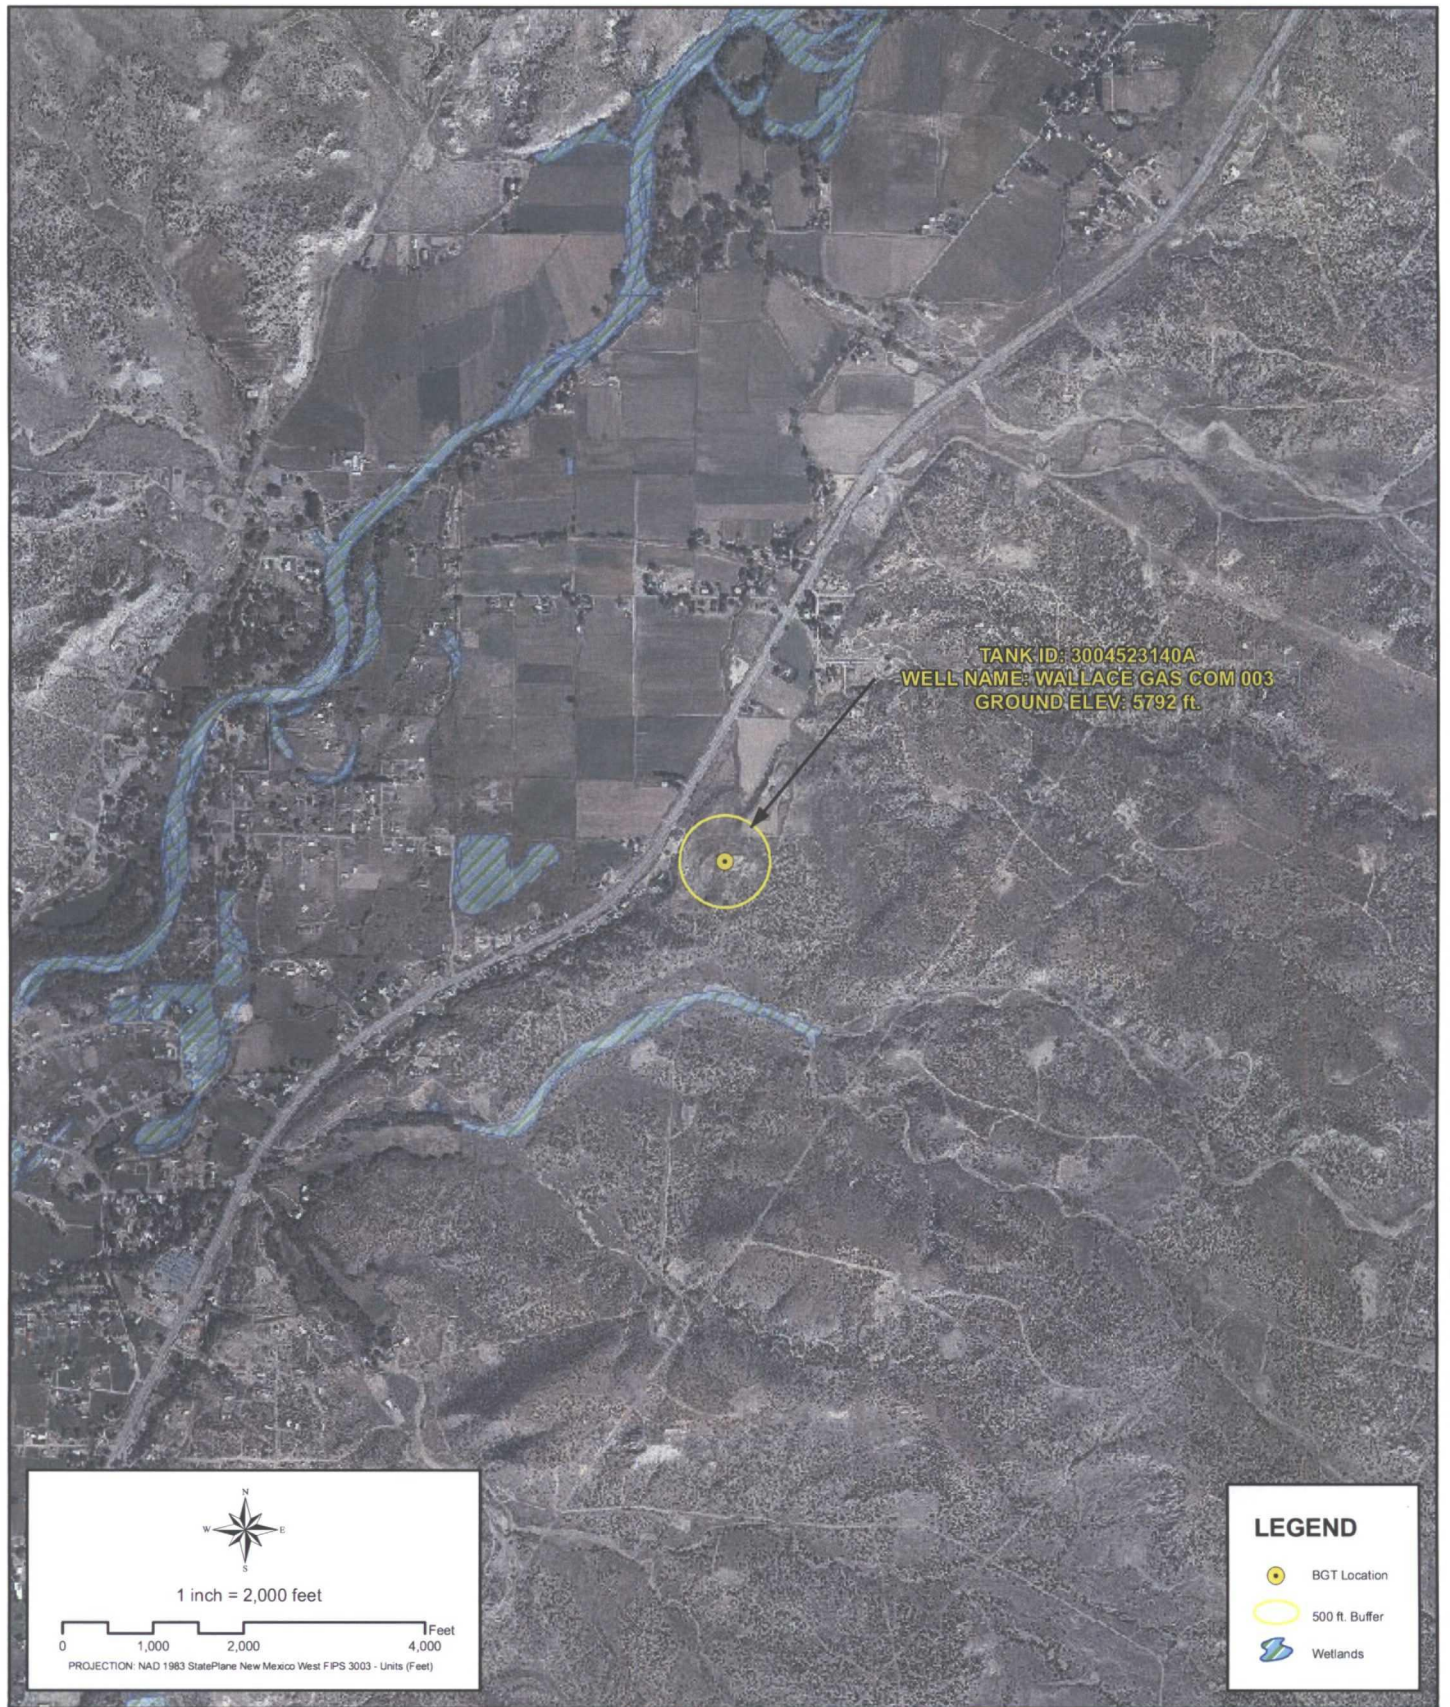 TANK ID: 3004523140A
WELL NAME: WALLACE GAS COM 003
GROUND ELEV: 5792 ft.
N
W E
S
1 inch = 2,000 feet
Feet
0 1,000 2,000 4,000
PROJECTION: NAD 1983 StatePlane New Mexico West FIPS 3003 - Units (Feet)
LEGEND
BGT Location
500 ft. Buffer
Wetlands